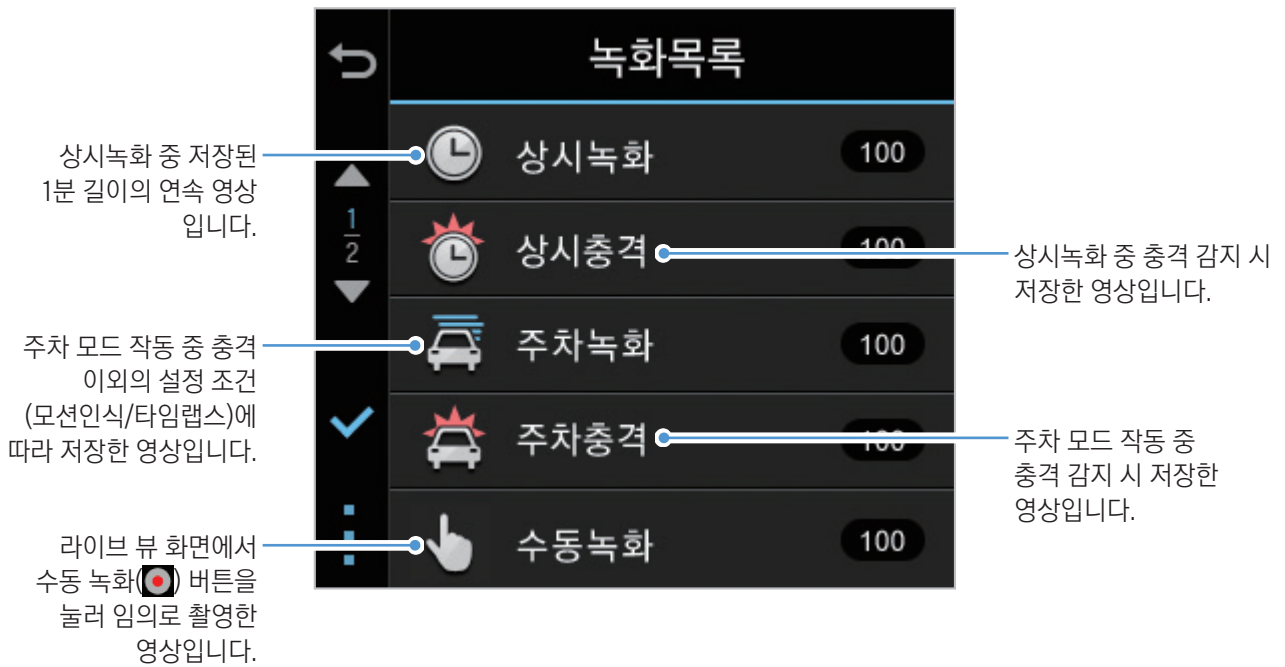 녹화목록
상시녹화 중 저장된
1분 길이의 연속 영상
입니다.
상시녹화
100
1
2
상시충격
100
상시녹화 중 충격 감지 시
저장한 영상입니다.
주차 모드 작동 중 충격
이외의 설정 조건
(모션인식/타임랩스)에
따라 저장한 영상입니다.
주차녹화
100
주차충격
100
주차 모드 작동 중
충격 감지 시 저장한
영상입니다.
라이브 뷰 화면에서
수동 녹화( ) 버튼을
눌러 임의로 촬영한
영상입니다.
수동녹화
100